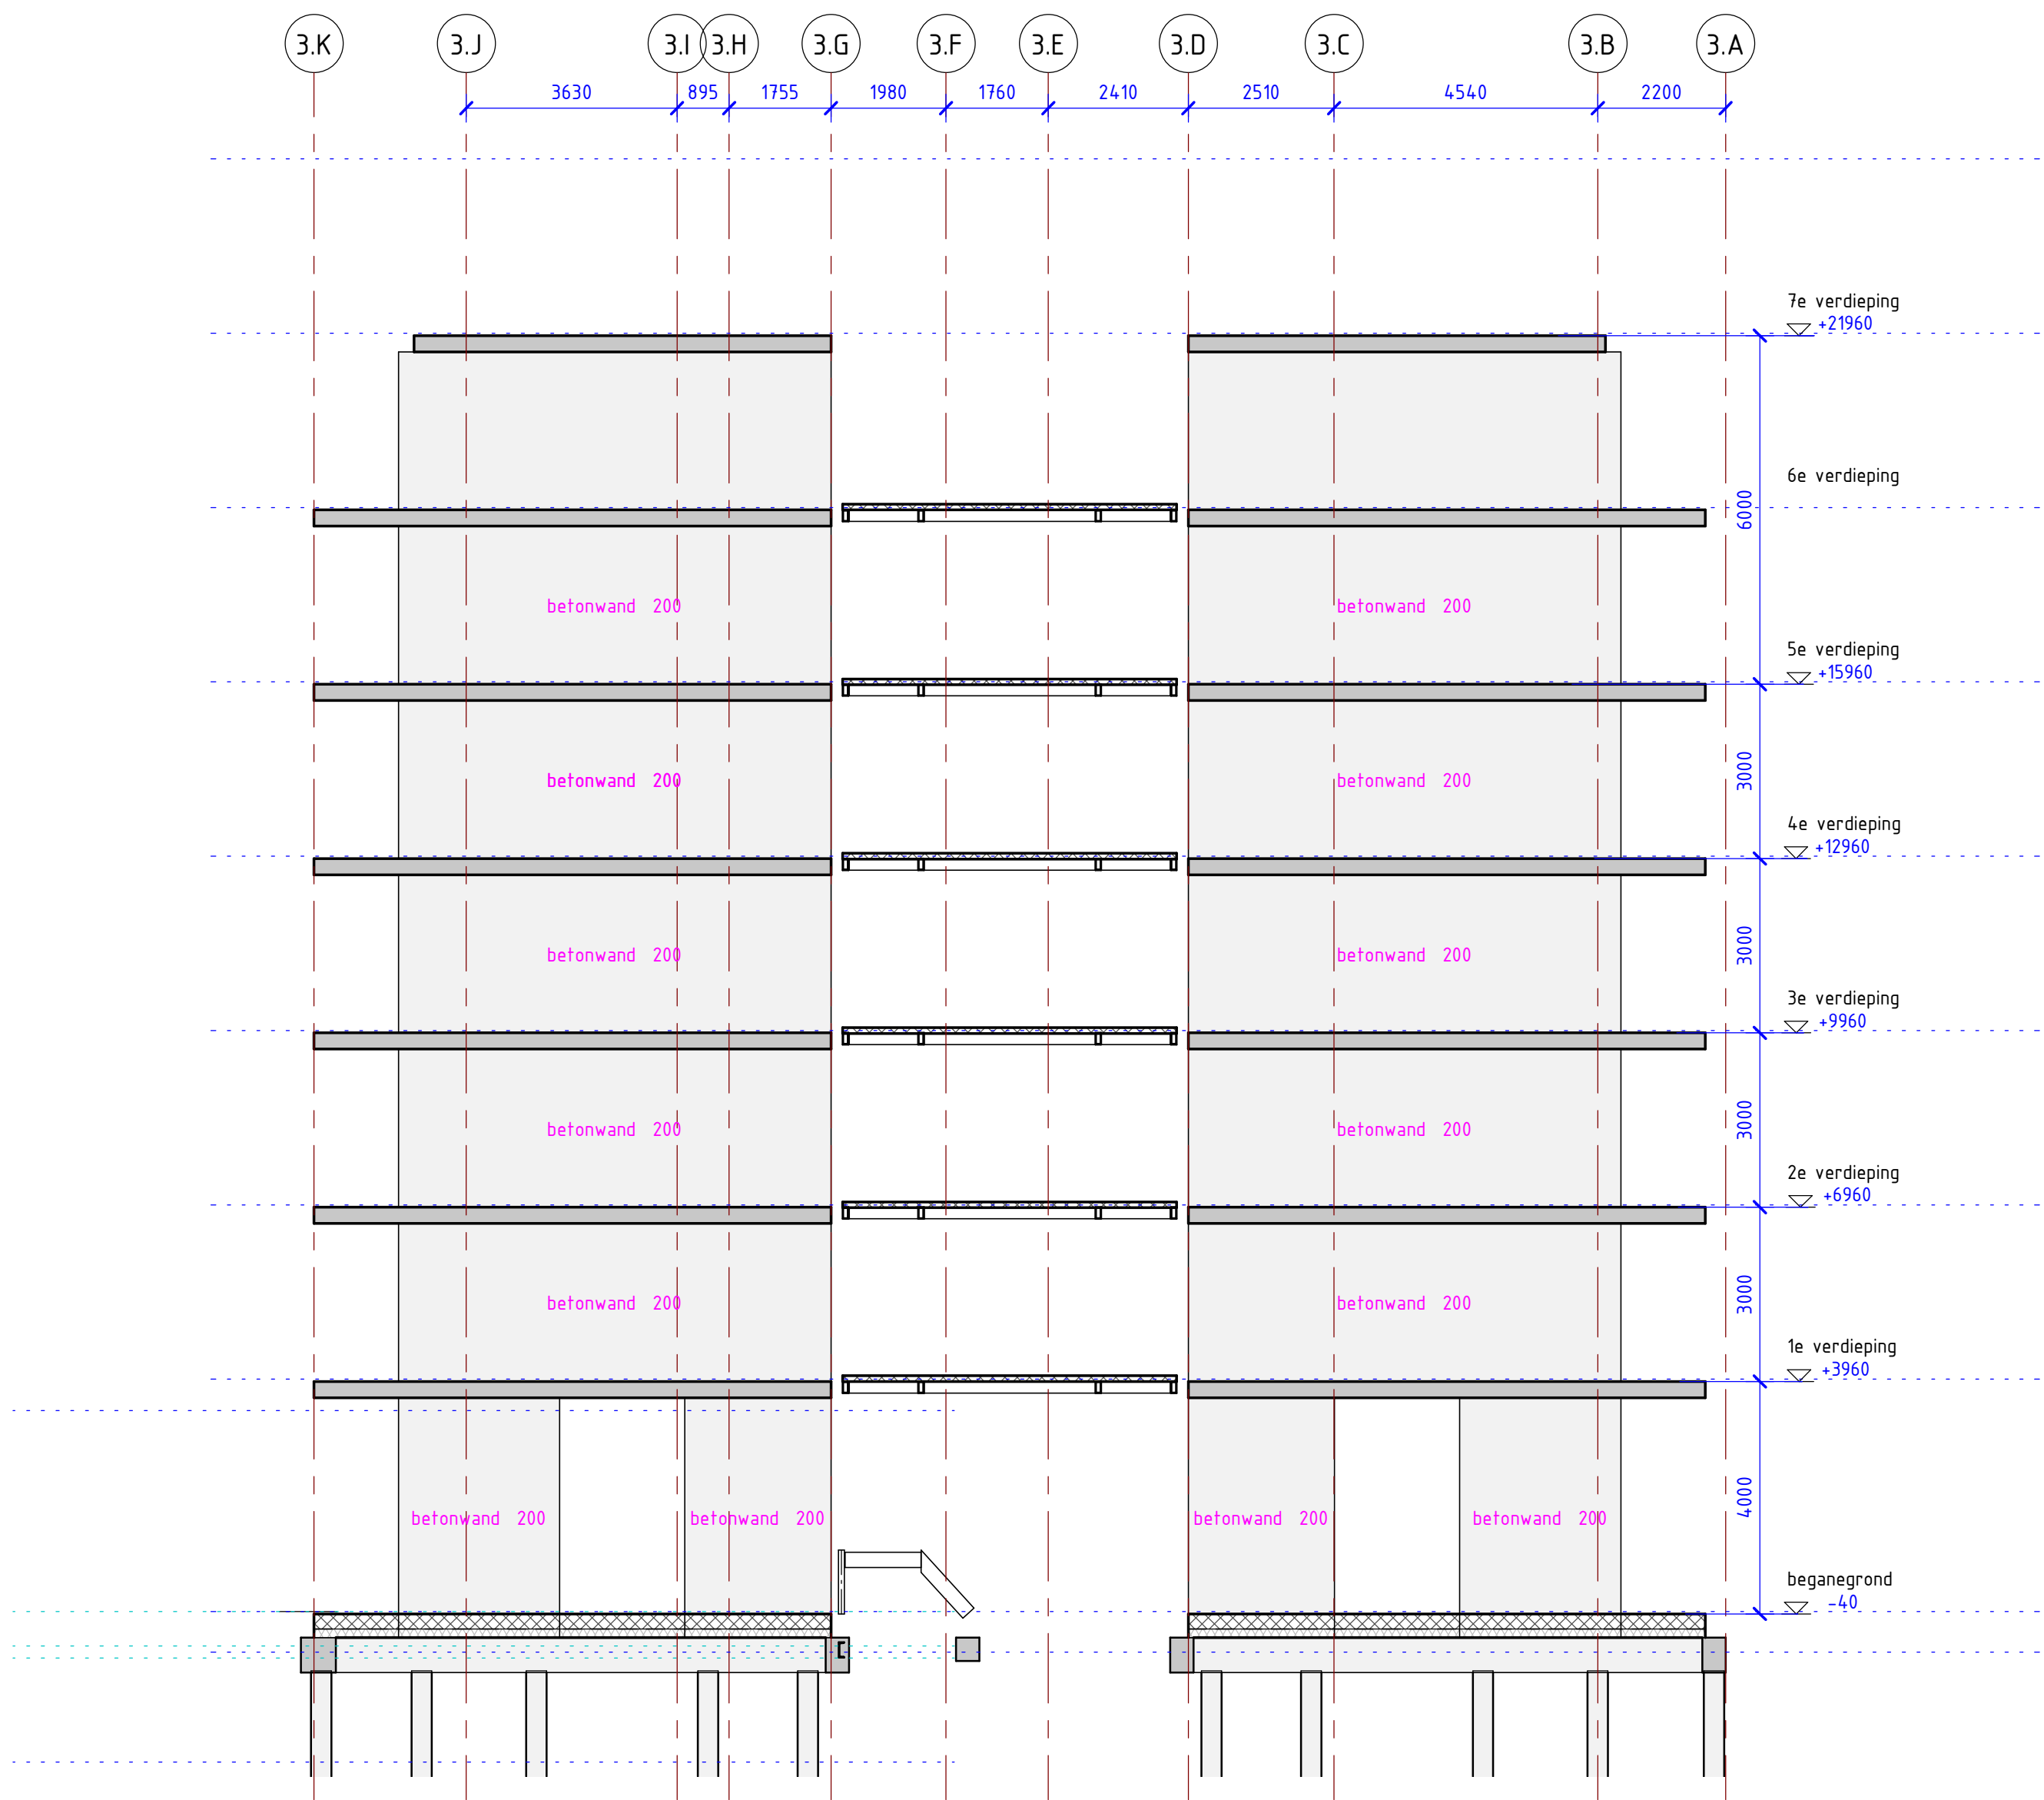 3.K 3.J 3.I 3.H 3.G 3.F 3.E 3.D 3.C 3.B 3.A
3630 895 1755 1980 1760 2410 2510 4540 2200
7e verdieping
+21960
6e verdieping
6000
betonwand 200 betonwand 200
5e verdieping
+15960
betonwand 200 betonwand 200
3000
4e verdieping
+12960
betonwand 200 betonwand 200
3000
3e verdieping
+9960
betonwand 200 betonwand 200
3000
2e verdieping
+6960
betonwand 200 betonwand 200
3000
1e verdieping
+3960
4000
betonwand 200 betonwand 200 betonwand 200 betonwand 200
beganegrond
-40